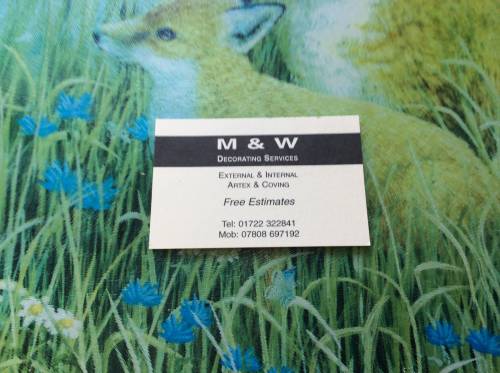 M & W
Decorating Services
External & Internal
Artex & Coving
Free Estimates
Tel: 01722 322841
Mob: 07808 697192